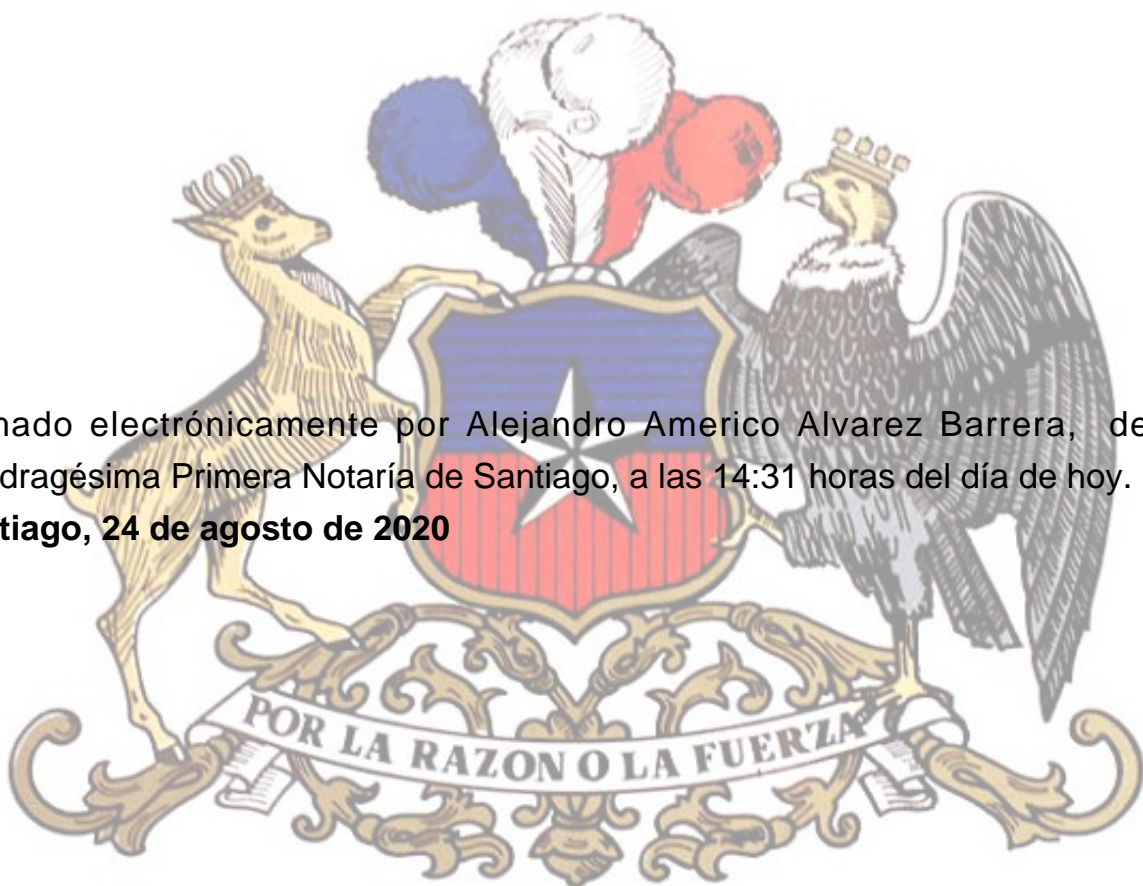 nado electrónicamente por Alejandro Americo Alvarez Barrera, de
dragésima Primera Notaría de Santiago, a las 14:31 horas del día de hoy.
tiago, 24 de agosto de 2020
POR LA RAZON O LA FUERZA